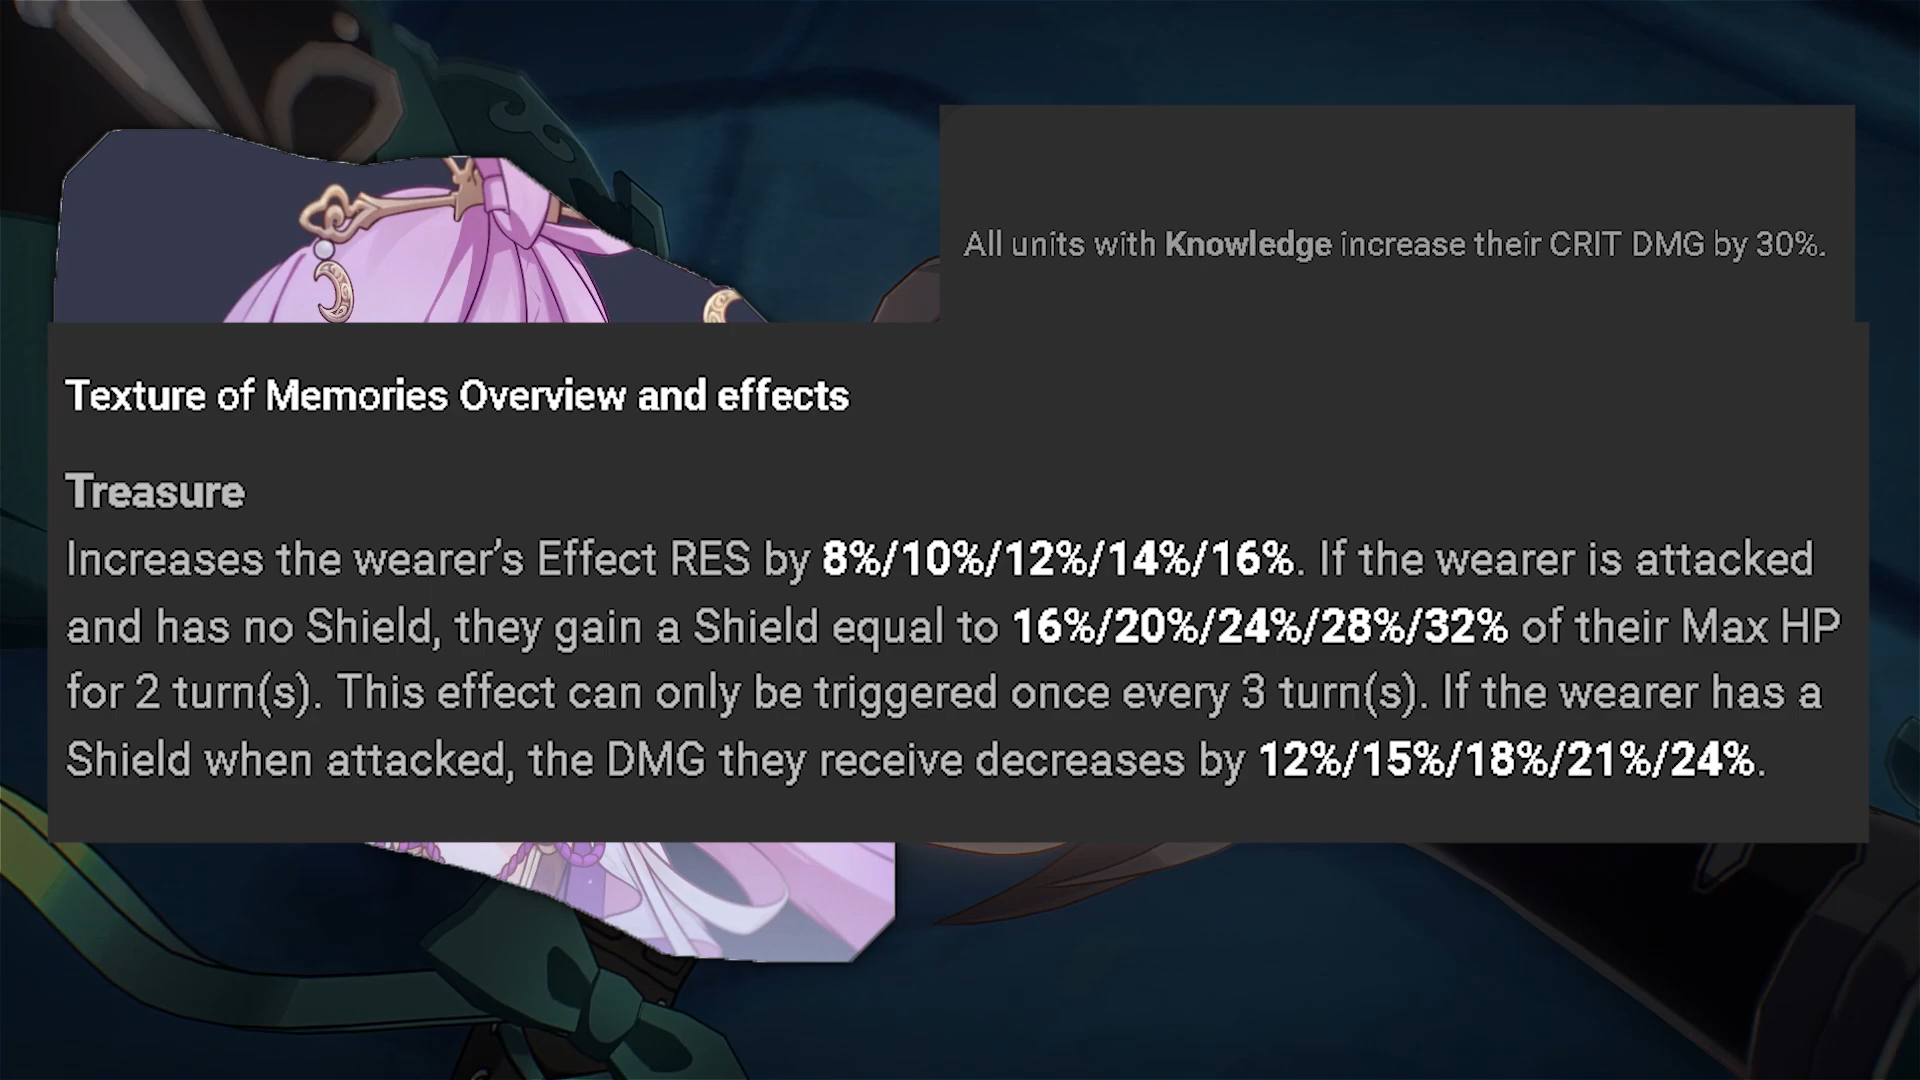 All units with Knowledge increase their CRIT DMG by 30%.
Texture of Memories Overview and effects
Treasure
Increases the wearer’s Effect RES by 8%/10%/12%/14%/16%. If the wearer is attacked
and has no Shield, they gain a Shield equal to 16%/20%/24%/28%/32% of their Max HP
for 2 turn(s). This effect can only be triggered once every 3 turn(s). If the wearer has a
Shield when attacked, the DMG they receive decreases by 12%/15%/18%/21%/24%.